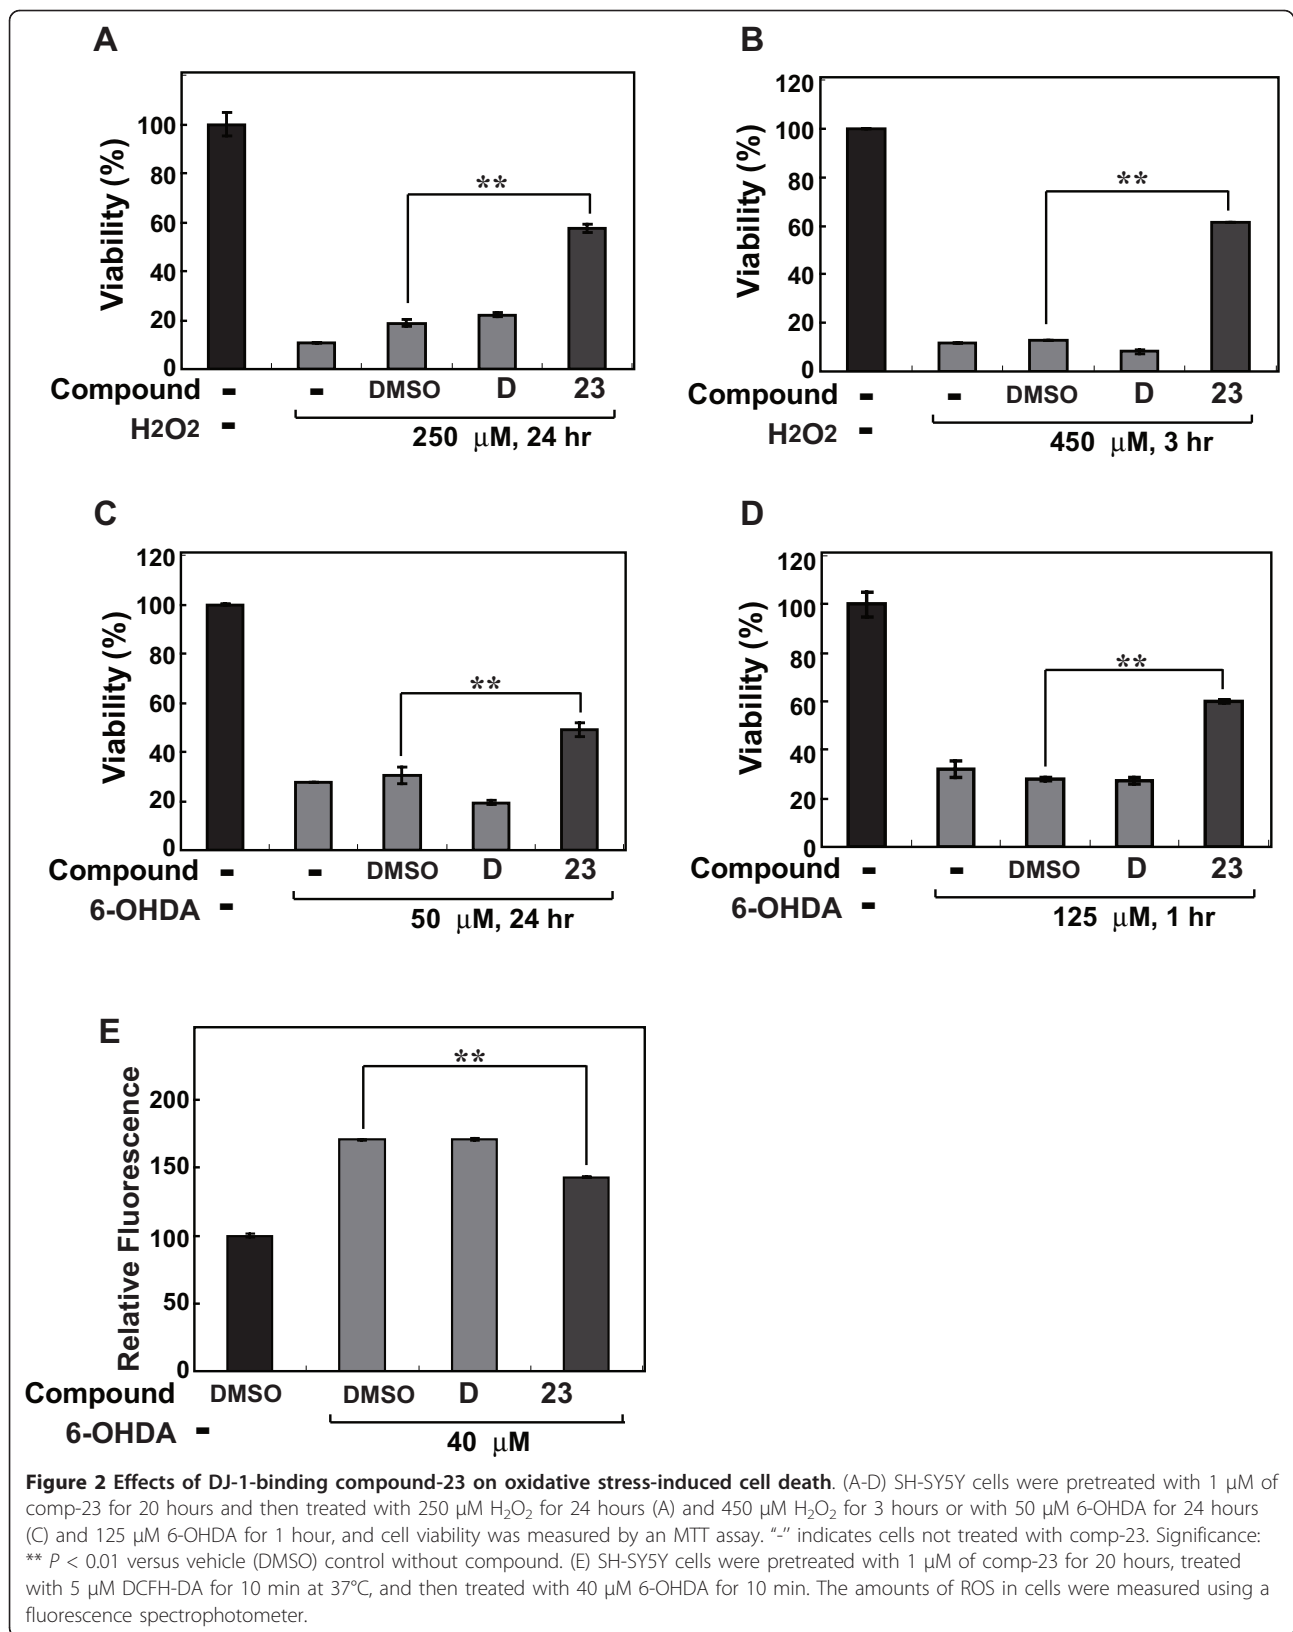 A
Viability (%)
100
80
60
40
20
0
**
Compound - - DMSO D 23
H2O2 -
250 μM, 24 hr
B
Viability (%)
120
100
80
60
40
20
0
**
Compound - - DMSO D 23
H2O2 -
450 μM, 3 hr
C
Viability (%)
120
100
80
60
40
20
0
**
Compound - - DMSO D 23
6-OHDA -
50 μM, 24 hr
D
Viability (%)
120
100
80
60
40
20
0
**
Compound - - DMSO D 23
6-OHDA -
125 μM, 1 hr
E
Relative Fluorescence
200
150
100
50
0
**
Compound DMSO DMSO D 23
6-OHDA -
40 μM
Figure 2 Effects of DJ-1-binding compound-23 on oxidative stress-induced cell death. (A-D) SH-SY5Y cells were pretreated with 1 μM of
comp-23 for 20 hours and then treated with 250 μM H₂O₂ for 24 hours (A) and 450 μM H₂O₂ for 3 hours or with 50 μM 6-OHDA for 24 hours
(C) and 125 μM 6-OHDA for 1 hour, and cell viability was measured by an MTT assay. “-” indicates cells not treated with comp-23. Significance:
** P < 0.01 versus vehicle (DMSO) control without compound. (E) SH-SY5Y cells were pretreated with 1 μM of comp-23 for 20 hours, treated
with 5 μM DCFH-DA for 10 min at 37°C, and then treated with 40 μM 6-OHDA for 10 min. The amounts of ROS in cells were measured using a
fluorescence spectrophotometer.